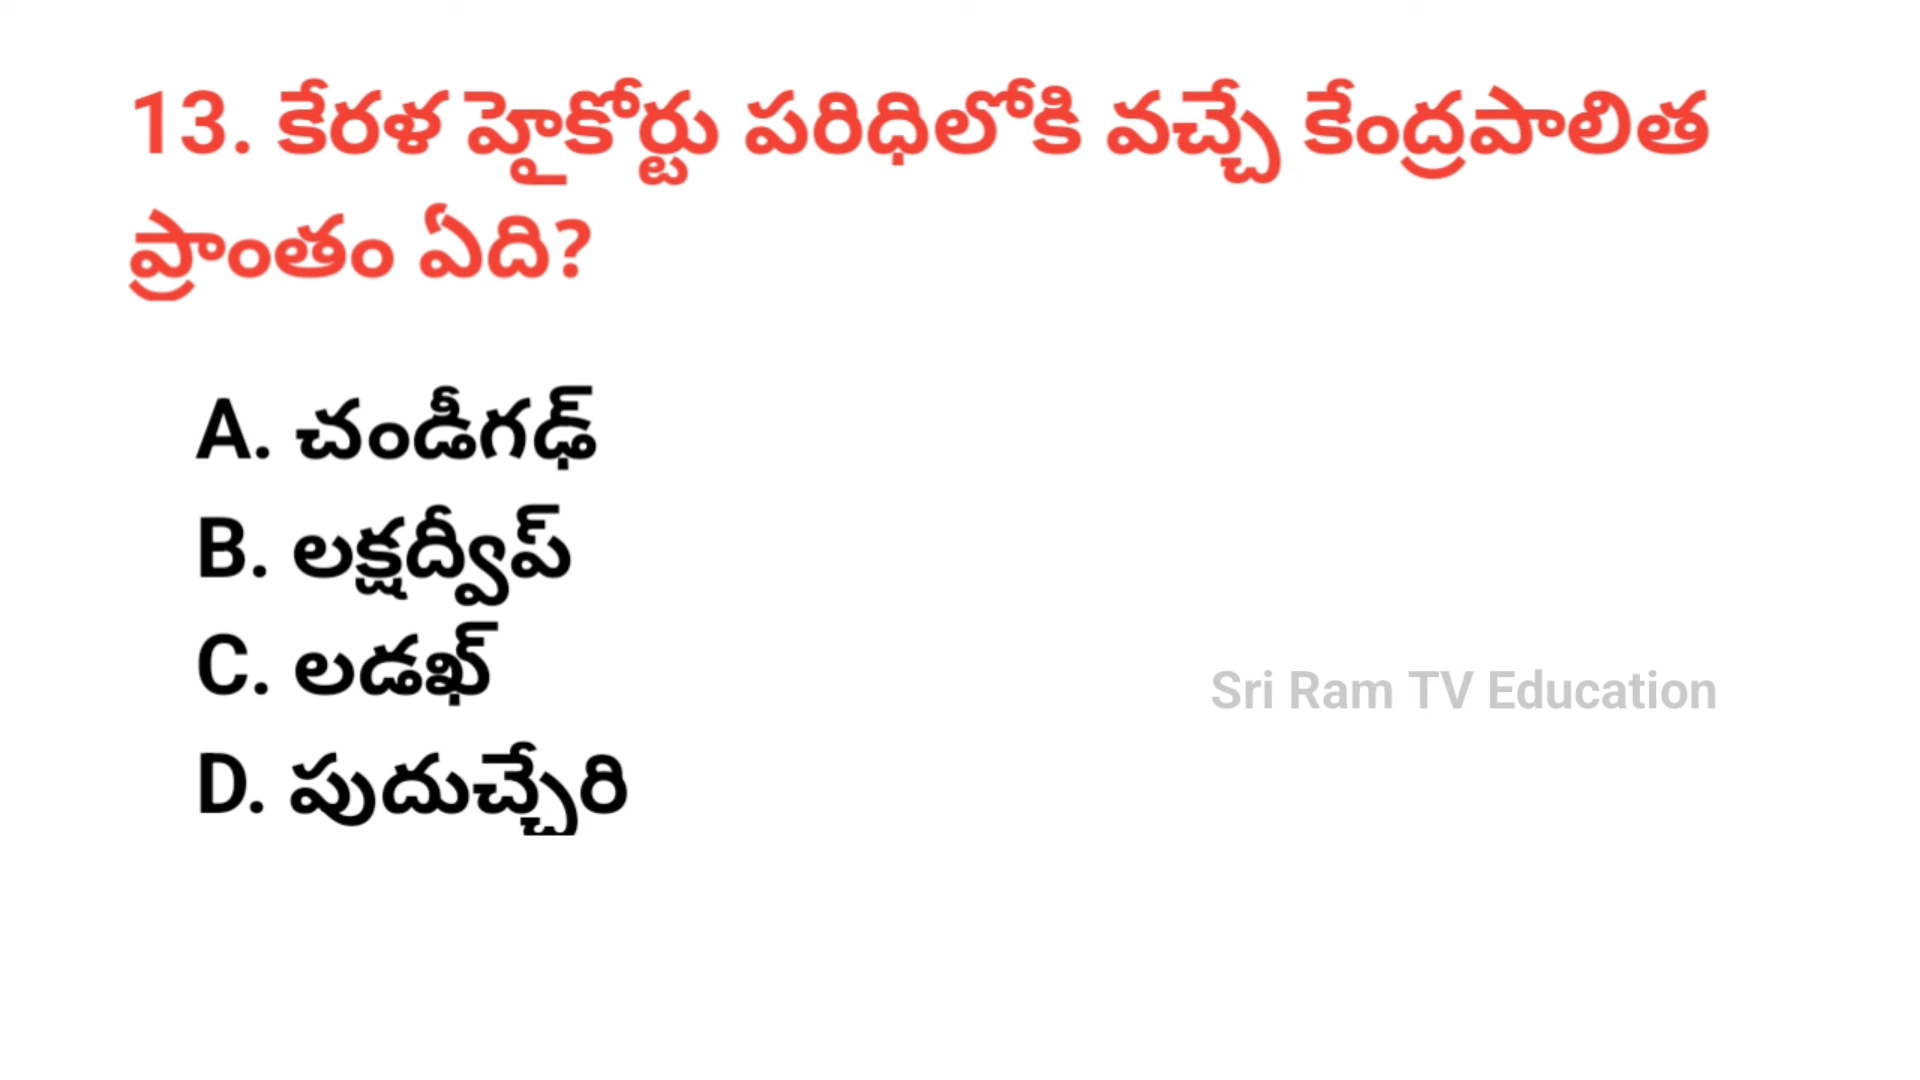 13. కేరళ హైకోర్టు పరిధిలోకి వచ్చే కేంద్రపాలిత
ప్రాంతం ఏది?
A. చండీగఢ్
B. లక్షద్వీప్
C. లడఖ్
Sri Ram TV Education
D. పుదుచ్చేరి